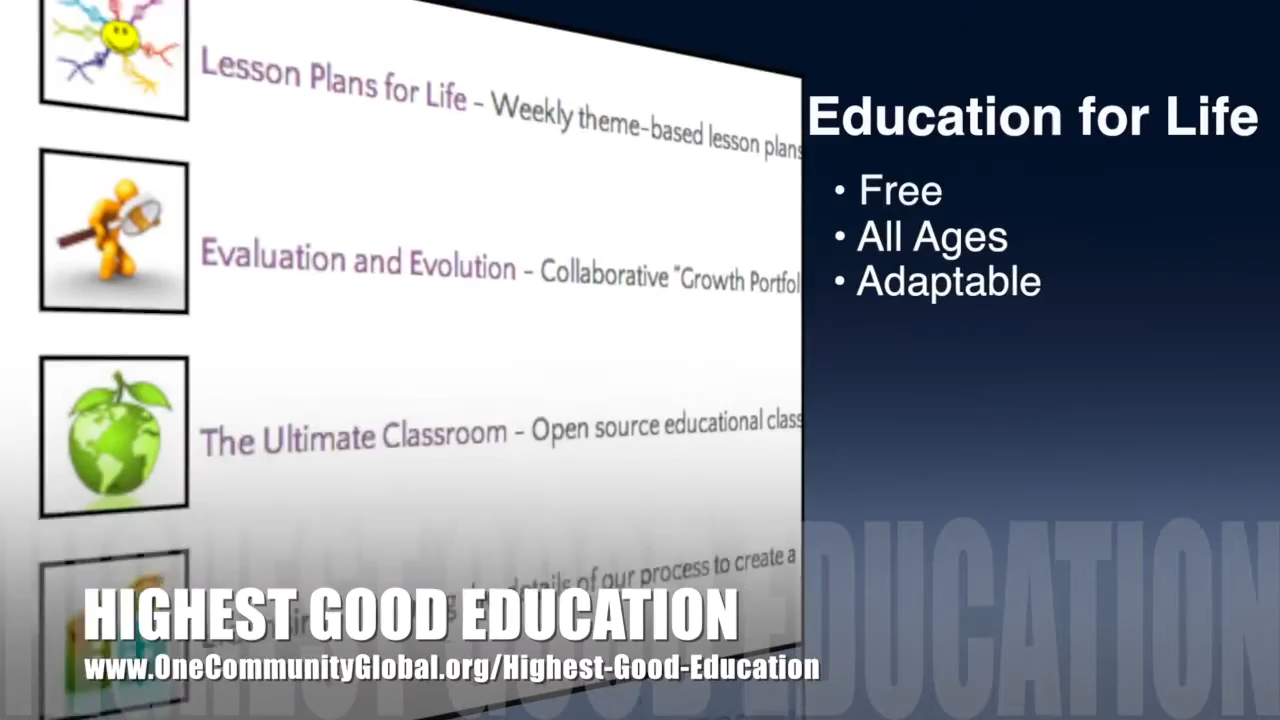 Lesson Plans for Life – Weekly theme-based lesson plans
Evaluation and Evolution – Collaborative "Growth Portfol
The Ultimate Classroom – Open source educational class
details of our process to create a
Education for Life
• Free
• All Ages
• Adaptable
HIGHEST GOOD EDUCATION
HIGHEST GOOD EDUCATION
www.OneCommunityGlobal.org/Highest-Good-Education